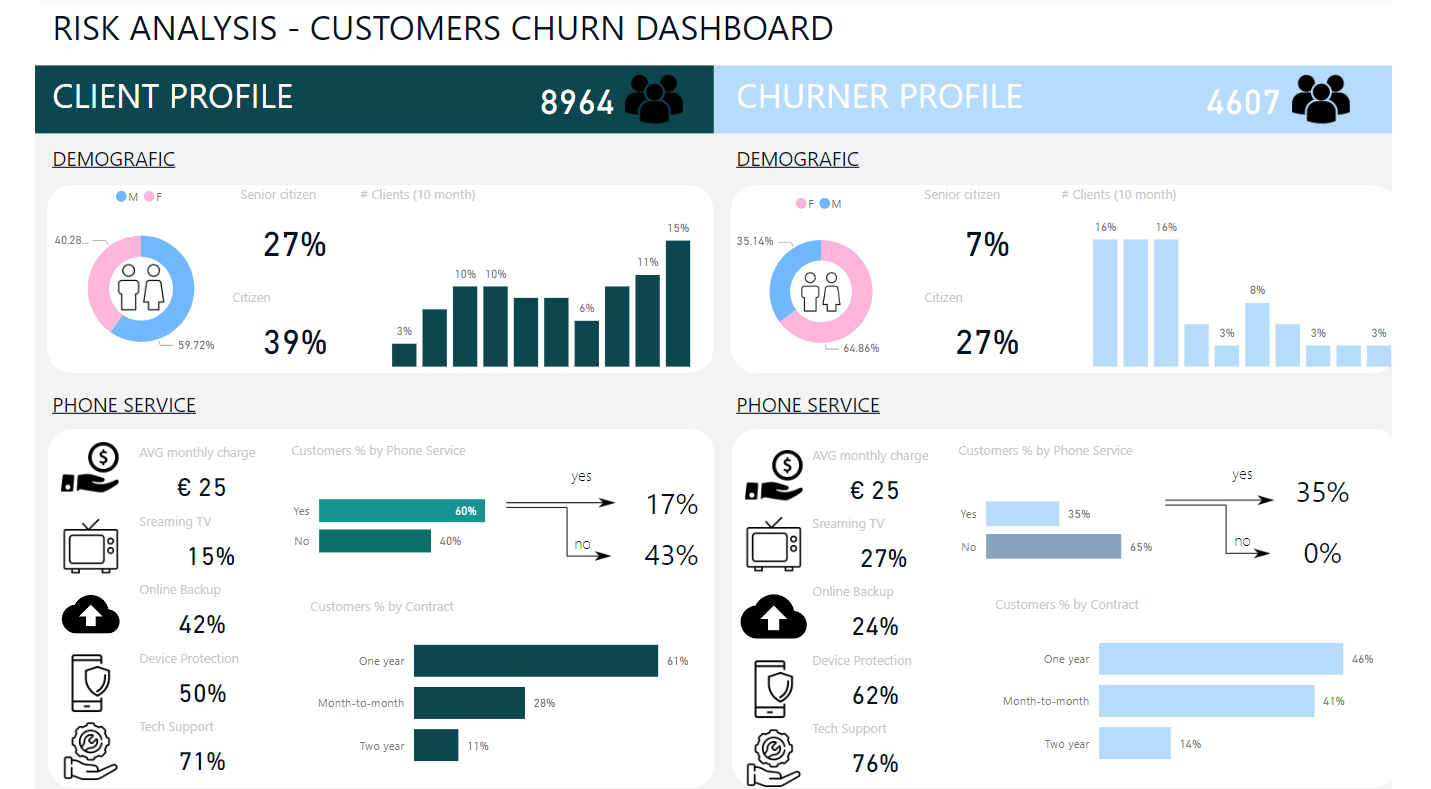 RISK ANALYSIS - CUSTOMERS CHURN DASHBOARD
CLIENT PROFILE
8964
DEMOGRAFIC
M F
40.28...
59.72%
Senior citizen
27%
Citizen
39%
# Clients (10 month)
3%
10%
10%
6%
11%
15%
PHONE SERVICE
AVG monthly charge
€ 25
Sreaming TV
15%
Online Backup
42%
Device Protection
50%
Tech Support
71%
Customers % by Phone Service
Yes 60%
No 40%
yes
17%
no
43%
Customers % by Contract
One year 61%
Month-to-month 28%
Two year 11%
CHURNER PROFILE
4607
DEMOGRAFIC
F M
35.14%
64.86%
Senior citizen
7%
Citizen
27%
# Clients (10 month)
16%
16%
3%
8%
3%
3%
PHONE SERVICE
AVG monthly charge
€ 25
Sreaming TV
27%
Online Backup
24%
Device Protection
62%
Tech Support
76%
Customers % by Phone Service
Yes 35%
No 65%
yes
35%
no
0%
Customers % by Contract
One year 46%
Month-to-month 41%
Two year 14%